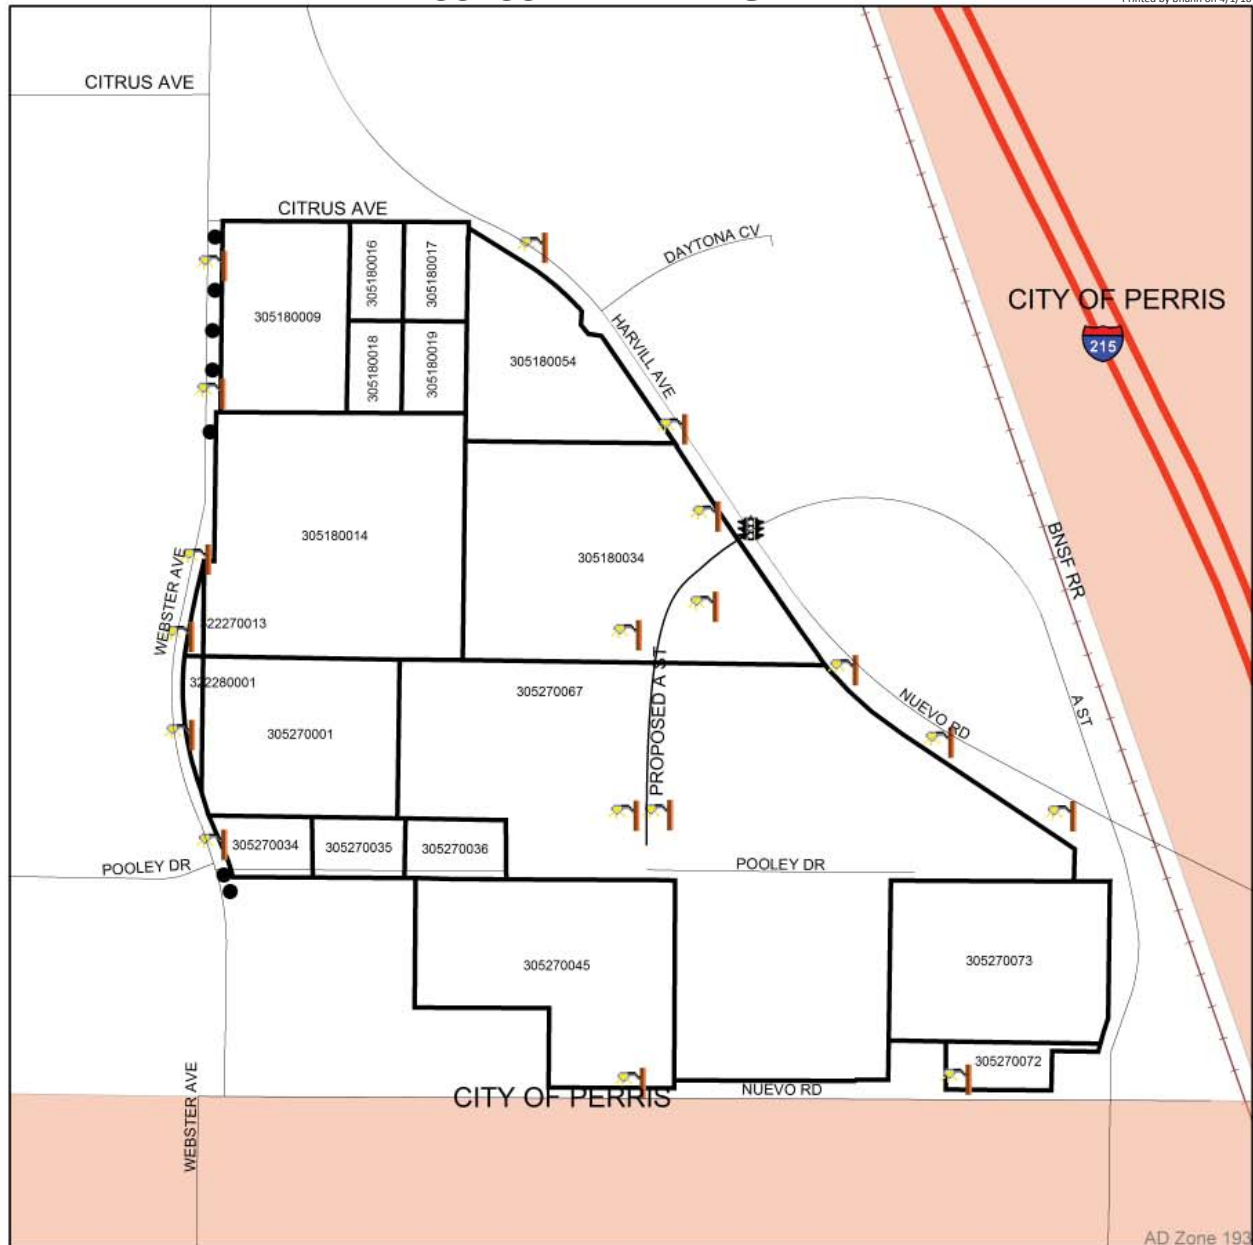 CITRUS AVE
CITRUS AVE
DAYTONA CV
CITY OF PERRIS
215
305180009
305180016
305180017
305180018
305180019
305180054
HARVILL AVE
305180014
305180034
BNSF RR
WEBSTER AVE
322270013
322280001
305270067
PROPOSED A ST
NUEVO RD
A ST
305270001
305270034
305270035
305270036
POOLEY DR
POOLEY DR
305270045
305270073
305270072
NUEVO RD
CITY OF PERRIS
WEBSTER AVE
AD Zone 193